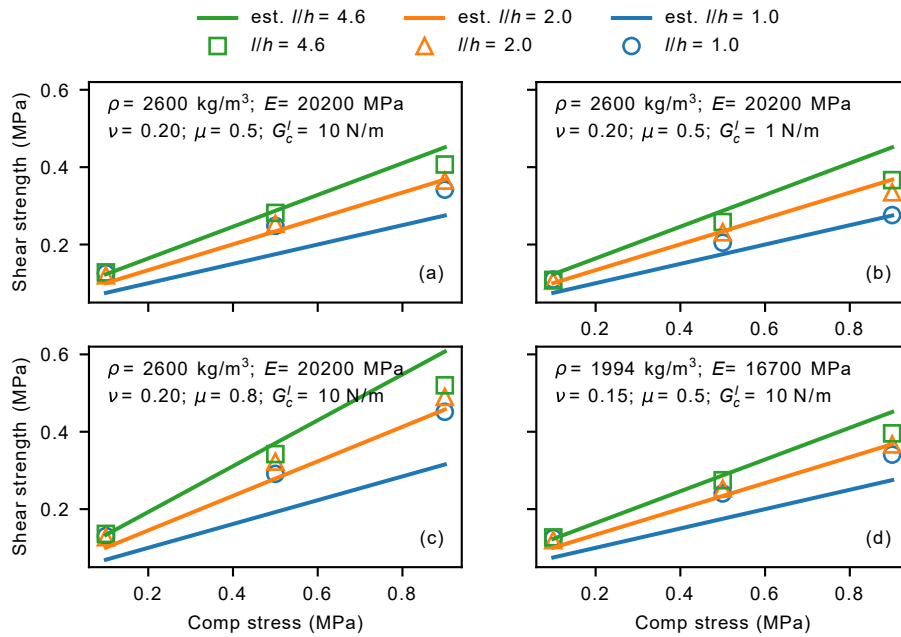 est. l/h = 4.6 est. l/h = 2.0 est. l/h = 1.0
l/h = 4.6 l/h = 2.0 l/h = 1.0
Shear strength (MPa)
0.6
0.4
0.2
ρ = 2600 kg/m³; E= 20200 MPa
ν = 0.20; μ = 0.5; G_c^I = 10 N/m
(a)
ρ = 2600 kg/m³; E= 20200 MPa
ν = 0.20; μ = 0.5; G_c^I = 1 N/m
(b)
0.2 0.4 0.6 0.8
Shear strength (MPa)
0.6
0.4
0.2
ρ = 2600 kg/m³; E= 20200 MPa
ν = 0.20; μ = 0.8; G_c^I = 10 N/m
(c)
0.2 0.4 0.6 0.8
Comp stress (MPa)
ρ = 1994 kg/m³; E= 16700 MPa
ν = 0.15; μ = 0.5; G_c^I = 10 N/m
(d)
0.2 0.4 0.6 0.8
Comp stress (MPa)